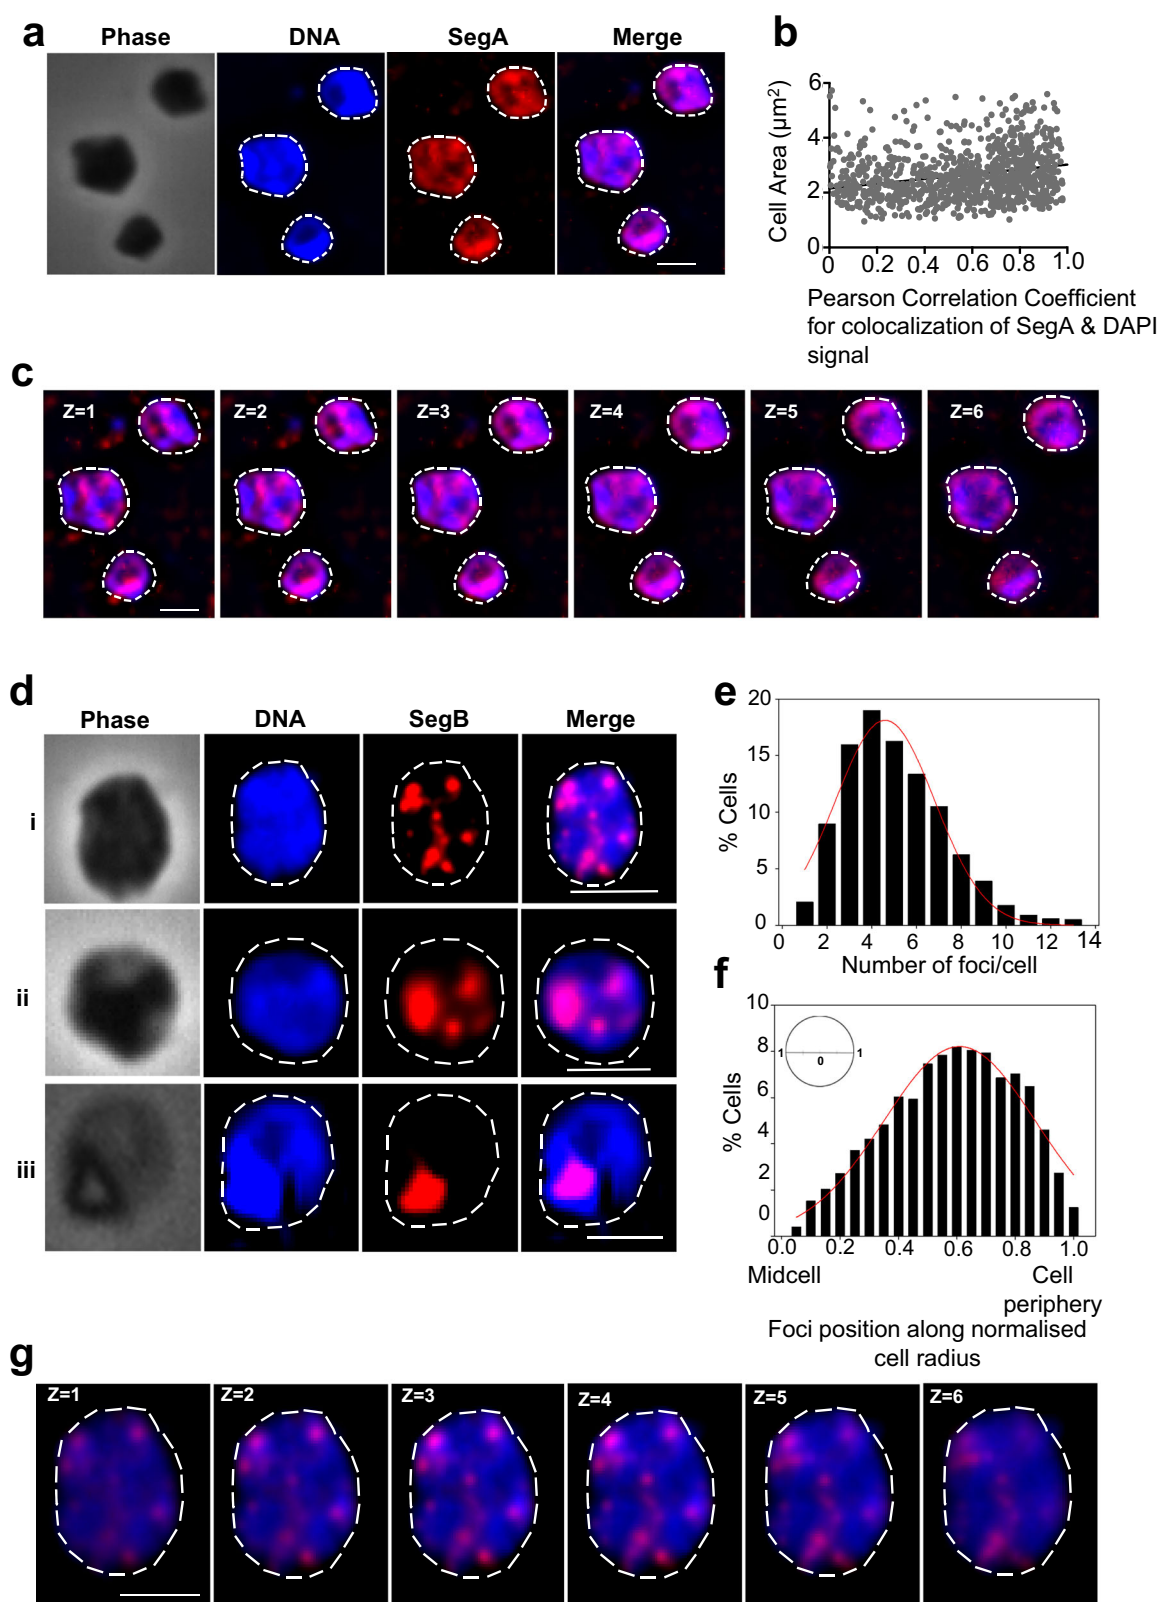 a
Phase DNA SegA Merge
b
Cell Area (μm²)
6
4
2
0
0 0.2 0.4 0.6 0.8 1.0
Pearson Correlation Coefficient
for colocalization of SegA & DAPI
signal
c
Z=1 Z=2 Z=3 Z=4 Z=5 Z=6
d
Phase DNA SegB Merge
i
ii
iii
e
% Cells
20
15
10
5
0
0 2 4 6 8 10 12 14
Number of foci/cell
f
% Cells
10
8
6
4
2
0
1 0 1
0.0 0.2 0.4 0.6 0.8 1.0
Midcell Cell
periphery
Foci position along normalised
cell radius
g
Z=1 Z=2 Z=3 Z=4 Z=5 Z=6